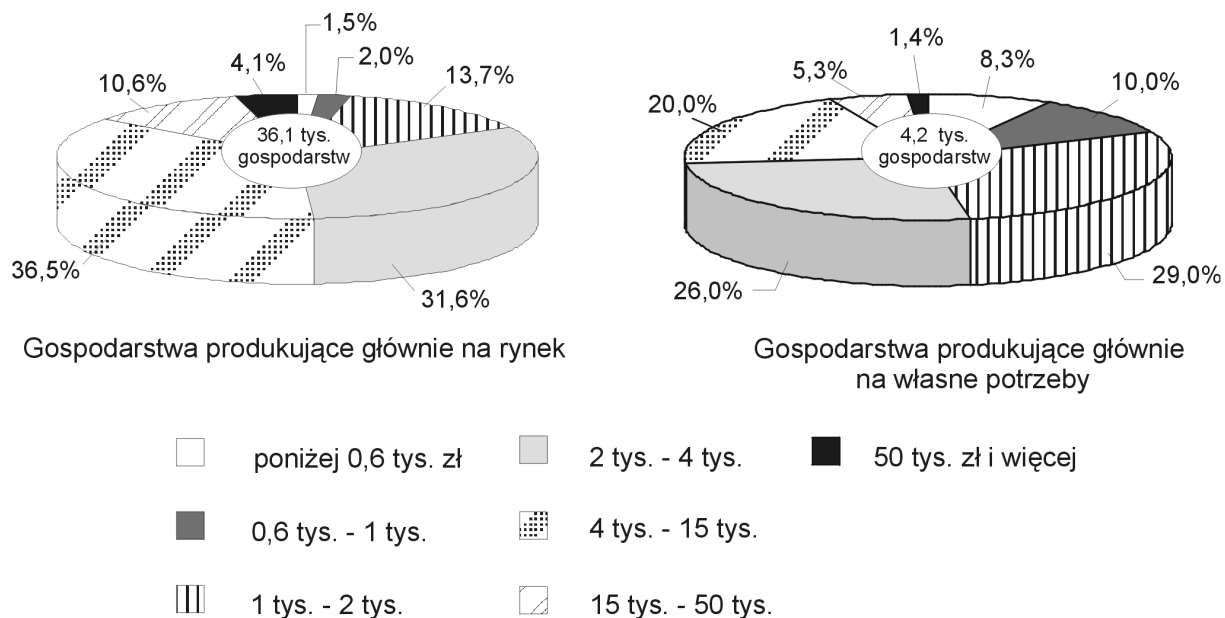 1,5%
4,1%
2,0%
10,6%
13,7%
36,1 tys.
gospodarstw
36,5%
31,6%
Gospodarstwa produkujące głównie na rynek
1,4%
5,3%
8,3%
20,0%
10,0%
4,2 tys.
gospodarstw
26,0%
29,0%
Gospodarstwa produkujące głównie
na własne potrzeby
poniżej 0,6 tys. zł
2 tys. - 4 tys.
50 tys. zł i więcej
0,6 tys. - 1 tys.
4 tys. - 15 tys.
1 tys. - 2 tys.
15 tys. - 50 tys.